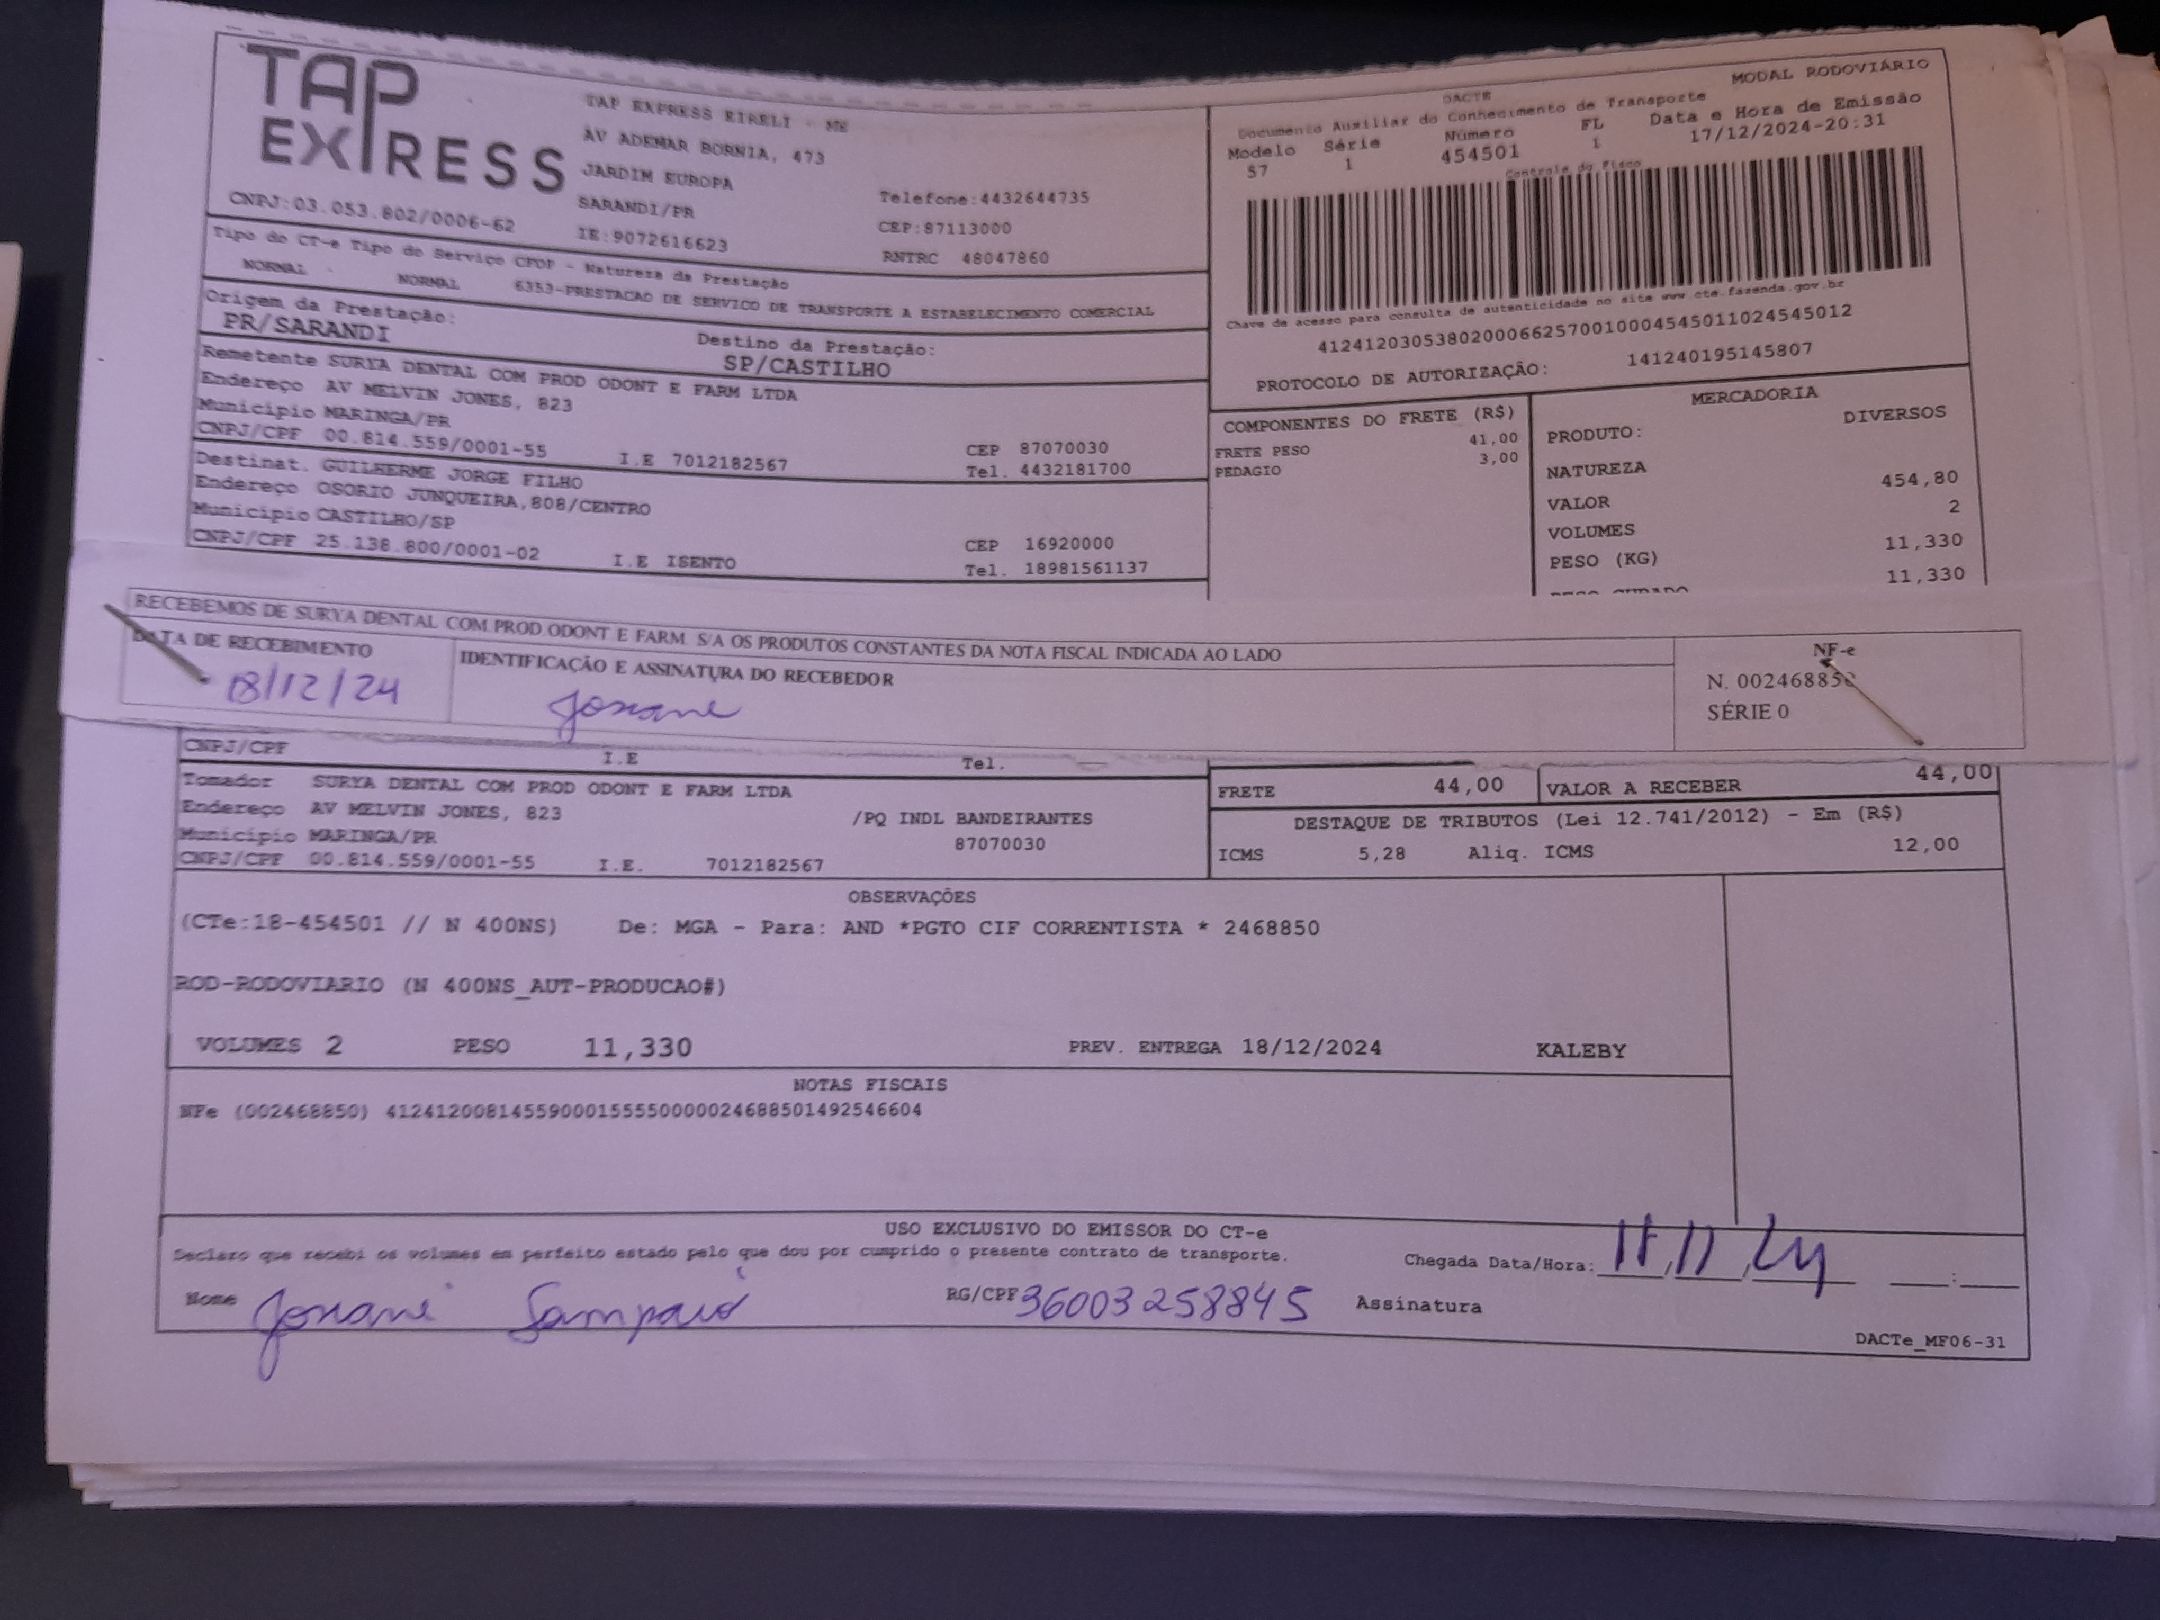 TAP
EXPRESS
TAP EXPRESS EIRELI - ME
AV ADEMAR BORNIA, 473
JARDIM EUROPA
SARANDI/PR
IE:9072616623
Telefone:4432644735
CEP:87113000
RNTRC 48047860
CNPJ:03.053.802/0006-62
DACTE
MODAL RODOVIÁRIO
Documento Auxiliar do Conhecimento de Transporte
Modelo Série Número FL Data e Hora de Emissão
57 1 454501 1 17/12/2024-20:31
Controle do Fisco
Chave de acesso para consulta de autenticidade no site www.cte.fazenda.gov.br
41241203053802000662570010004545011024545012
PROTOCOLO DE AUTORIZAÇÃO: 141240195145807
Tipo do CT-e Tipo do Serviço CFOP - Natureza da Prestação
NORMAL NORMAL 6353-PRESTACAO DE SERVICO DE TRANSPORTE A ESTABELECIMENTO COMERCIAL
Origem da Prestação: Destino da Prestação:
PR/SARANDI SP/CASTILHO
Remetente SURYA DENTAL COM PROD ODONT E FARM LTDA
Endereço AV MELVIN JONES, 823
Município MARINGA/PR CEP 87070030
CNPJ/CPF 00.814.559/0001-55 I.E 7012182567 Tel. 4432181700
Destinat. GUILHERME JORGE FILHO
Endereço OSORIO JUNQUEIRA,808/CENTRO
Município CASTILHO/SP CEP 16920000
CNPJ/CPF 25.138.800/0001-02 I.E ISENTO Tel. 18981561137
COMPONENTES DO FRETE (R$)
FRETE PESO 41,00
PEDAGIO 3,00
MERCADORIA
PRODUTO: DIVERSOS
NATUREZA
VALOR 454,80
VOLUMES 2
PESO (KG) 11,330
PESO CUBADO 11,330
RECEBEMOS DE SURYA DENTAL COM PROD ODONT E FARM S/A OS PRODUTOS CONSTANTES DA NOTA FISCAL INDICADA AO LADO
DATA DE RECEBIMENTO
18/12/24
IDENTIFICAÇÃO E ASSINATURA DO RECEBEDOR
Josiane
NF-e
N. 002468850
SÉRIE 0
CNPJ/CPF I.E Tel.
Tomador SURYA DENTAL COM PROD ODONT E FARM LTDA
Endereço AV MELVIN JONES, 823 /PQ INDL BANDEIRANTES
Município MARINGA/PR 87070030
CNPJ/CPF 00.814.559/0001-55 I.E. 7012182567
FRETE 44,00 VALOR A RECEBER 44,00
DESTAQUE DE TRIBUTOS (Lei 12.741/2012) - Em (R$)
ICMS 5,28 Aliq. ICMS 12,00
OBSERVAÇÕES
(CTe:18-454501 // N 400NS) De: MGA - Para: AND *PGTO CIF CORRENTISTA * 2468850
ROD-RODOVIARIO (N 400NS_AUT-PRODUCAO#)
VOLUMES 2 PESO 11,330 PREV. ENTREGA 18/12/2024 KALEBY
NOTAS FISCAIS
NFe (002468850) 41241200814559000155550000024688501492546604
USO EXCLUSIVO DO EMISSOR DO CT-e
Declaro que recebi os volumes em perfeito estado pelo que dou por cumprido o presente contrato de transporte.
Chegada Data/Hora: __/__/24 __:__
Nome Josiane Sampaio RG/CPF 36003258845 Assinatura
DACTe_MF06-31